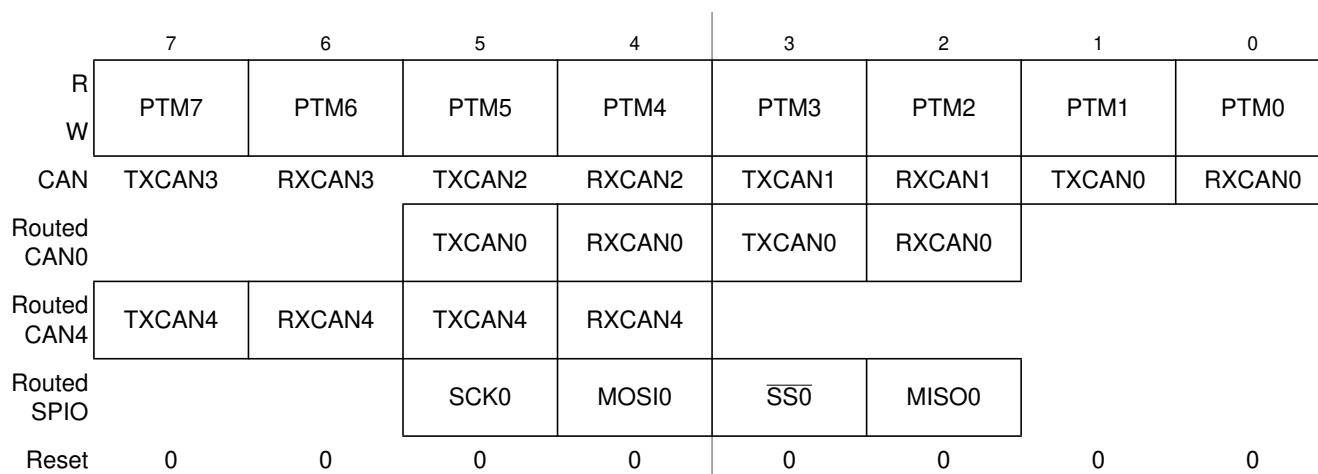 7 6 5 4 3 2 1 0
R
W
PTM7 PTM6 PTM5 PTM4 PTM3 PTM2 PTM1 PTM0
CAN TXCAN3 RXCAN3 TXCAN2 RXCAN2 TXCAN1 RXCAN1 TXCAN0 RXCAN0
Routed
CAN0
TXCAN0 RXCAN0 TXCAN0 RXCAN0
Routed
CAN4
TXCAN4 RXCAN4 TXCAN4 RXCAN4
Routed
SPIO
SCK0 MOSI0 S̅S̅0̅ MISO0
Reset 0 0 0 0 0 0 0 0